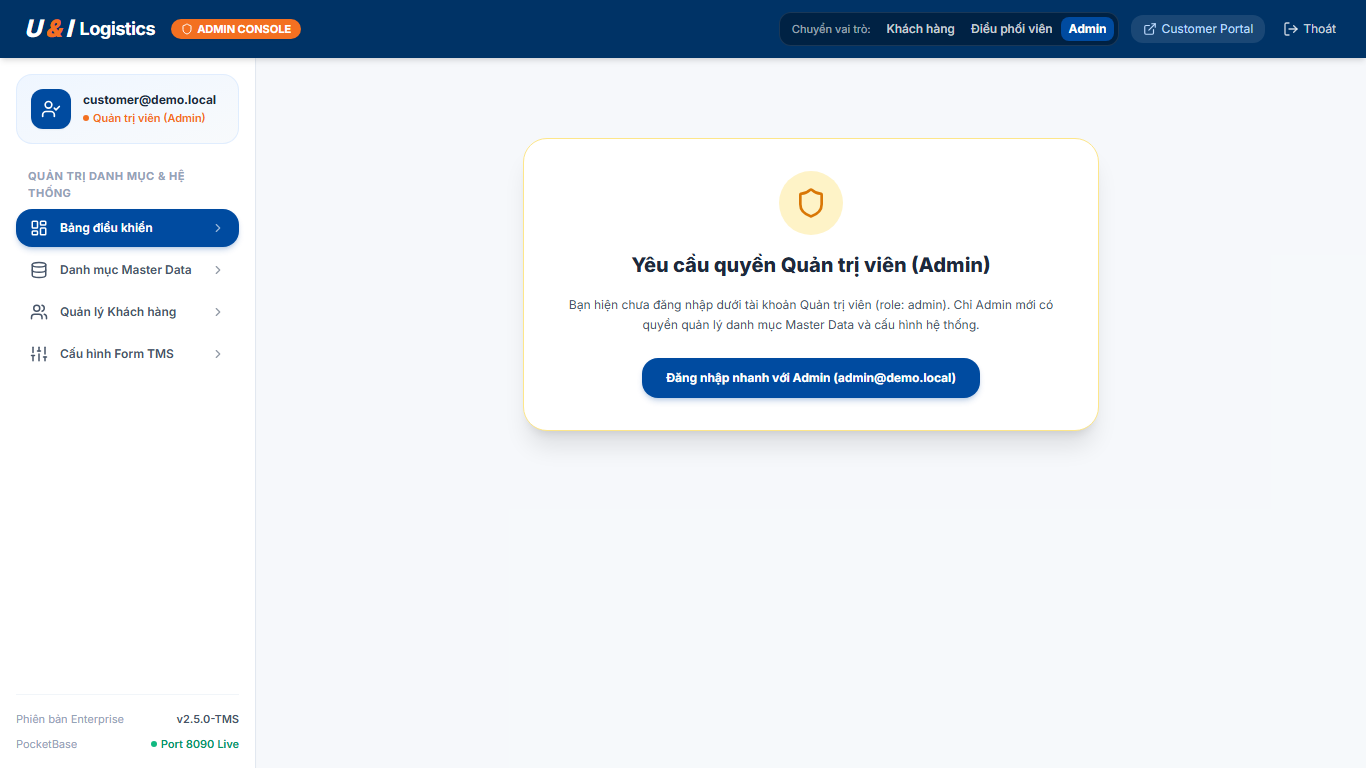 U&I Logistics
ADMIN CONSOLE
Chuyển vai trò: Khách hàng Điều phối viên Admin
Customer Portal
Thoát
customer@demo.local
Quản trị viên (Admin)
QUẢN TRỊ DANH MỤC & HỆ
THỐNG
Bảng điều khiển
Danh mục Master Data
Quản lý Khách hàng
Cấu hình Form TMS
Yêu cầu quyền Quản trị viên (Admin)
Bạn hiện chưa đăng nhập dưới tài khoản Quản trị viên (role: admin). Chỉ Admin mới có
quyền quản lý danh mục Master Data và cấu hình hệ thống.
Đăng nhập nhanh với Admin (admin@demo.local)
Phiên bản Enterprise v2.5.0-TMS
PocketBase Port 8090 Live